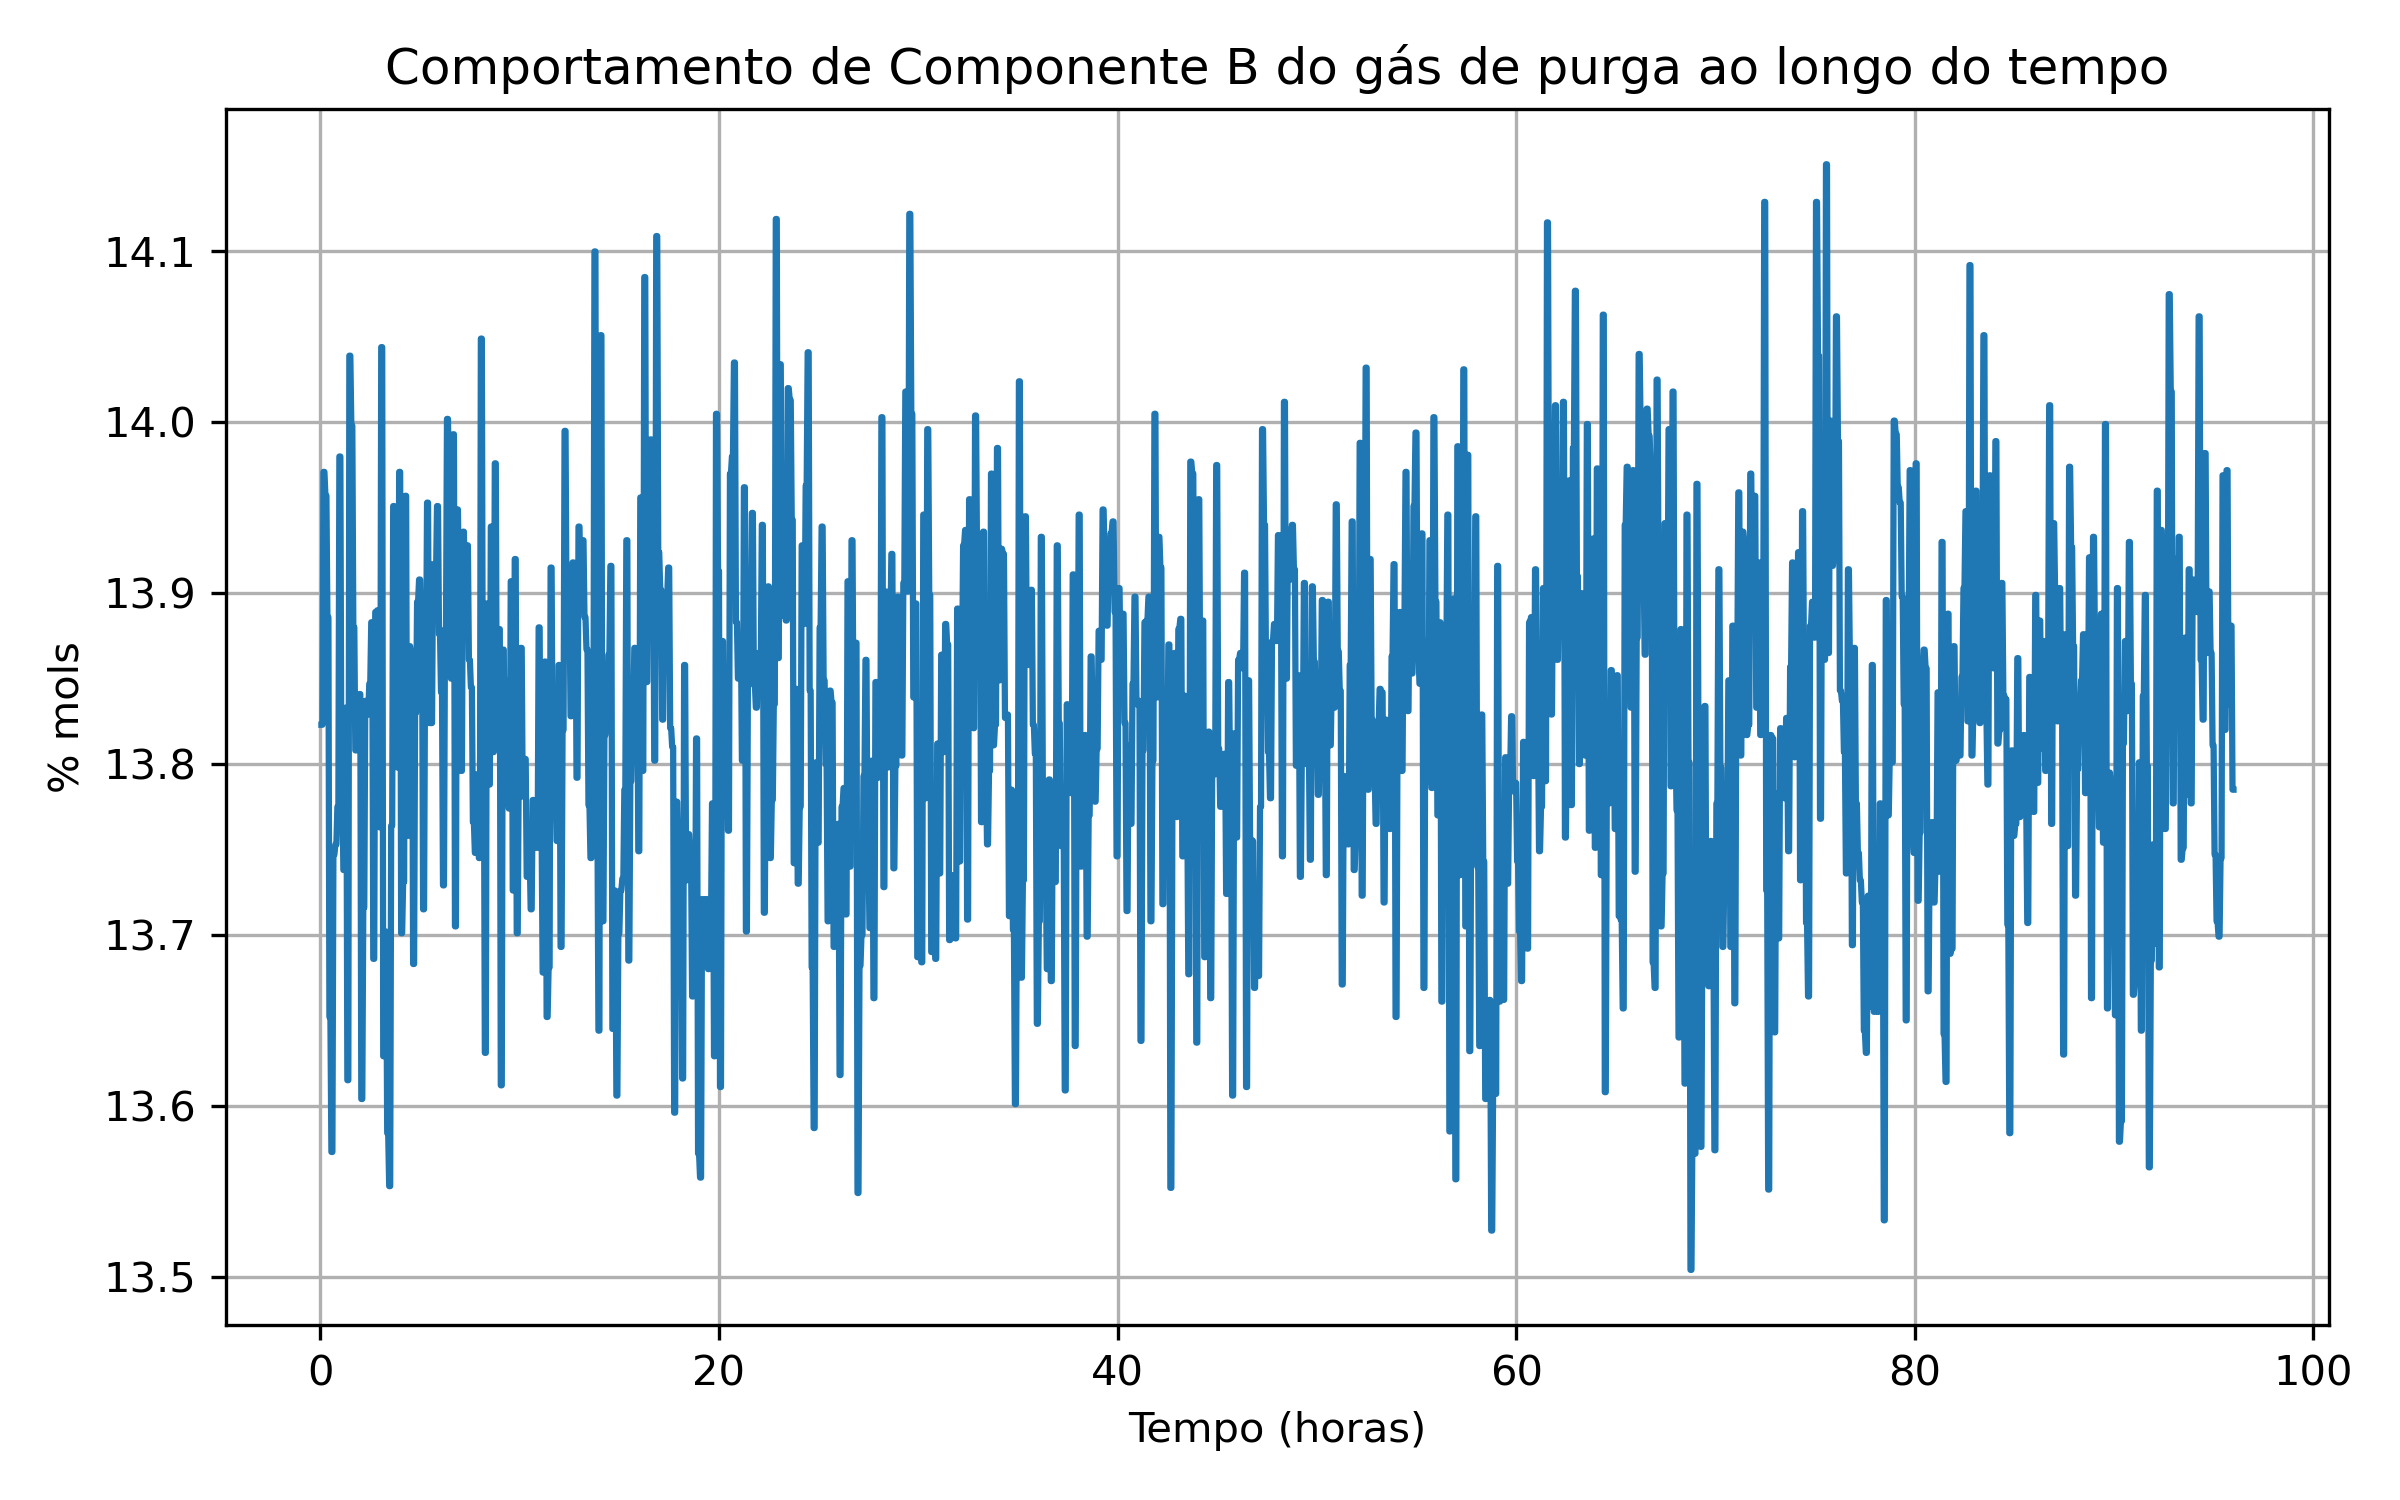 Comportamento de Componente B do gás de purga ao longo do tempo
14.1
14.0
13.9
13.8
13.7
13.6
13.5
% mols
0 20 40 60 80 100
Tempo (horas)